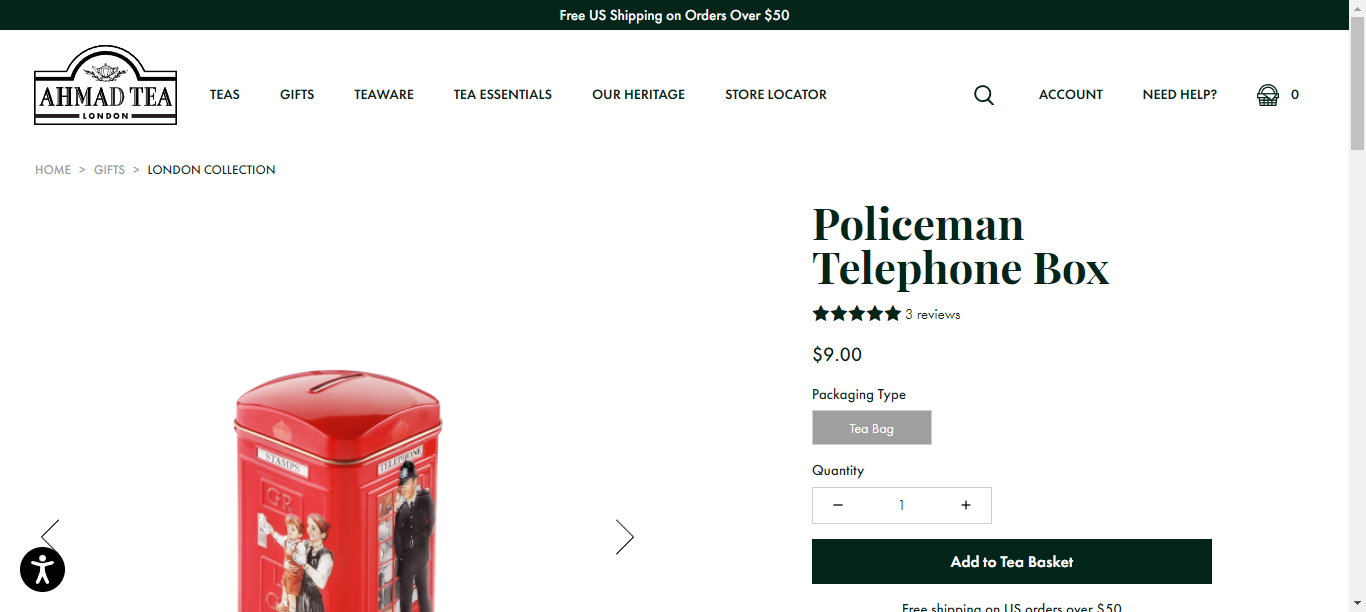 Free US Shipping on Orders Over $50
AHMAD TEA
LONDON
TEAS
GIFTS
TEAWARE
TEA ESSENTIALS
OUR HERITAGE
STORE LOCATOR
ACCOUNT
NEED HELP?
0
HOME > GIFTS > LONDON COLLECTION
Policeman
Telephone Box
3 reviews
$9.00
Packaging Type
Tea Bag
Quantity
− 1 +
Add to Tea Basket
Free shipping on US orders over $50
STAMPS
TELEPHONE
GR